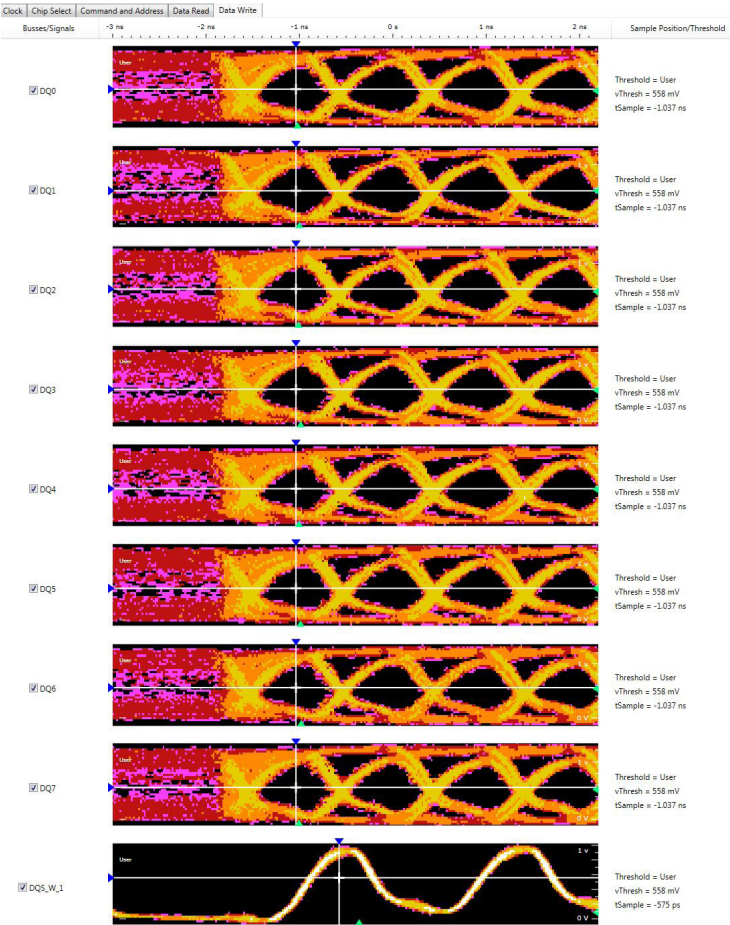 Clock Chip Select Command and Address Data Read Data Write
Busses/Signals -3 ns -2 ns -1 ns 0 s 1 ns 2 ns Sample Position/Threshold
User 1 v
DQ0
0 V
Threshold = User
vThresh = 558 mV
tSample = -1.037 ns
User 1 v
DQ1
0 V
Threshold = User
vThresh = 558 mV
tSample = -1.037 ns
User 1 v
DQ2
0 V
Threshold = User
vThresh = 558 mV
tSample = -1.037 ns
User 1 v
DQ3
0 V
Threshold = User
vThresh = 558 mV
tSample = -1.037 ns
User 1 v
DQ4
0 V
Threshold = User
vThresh = 558 mV
tSample = -1.037 ns
User 1 v
DQ5
0 V
Threshold = User
vThresh = 558 mV
tSample = -1.037 ns
User 1 v
DQ6
0 V
Threshold = User
vThresh = 558 mV
tSample = -1.037 ns
User 1 v
DQ7
0 V
Threshold = User
vThresh = 558 mV
tSample = -1.037 ns
User 1 v
DQS_W_1
0 V
Threshold = User
vThresh = 558 mV
tSample = -575 ps